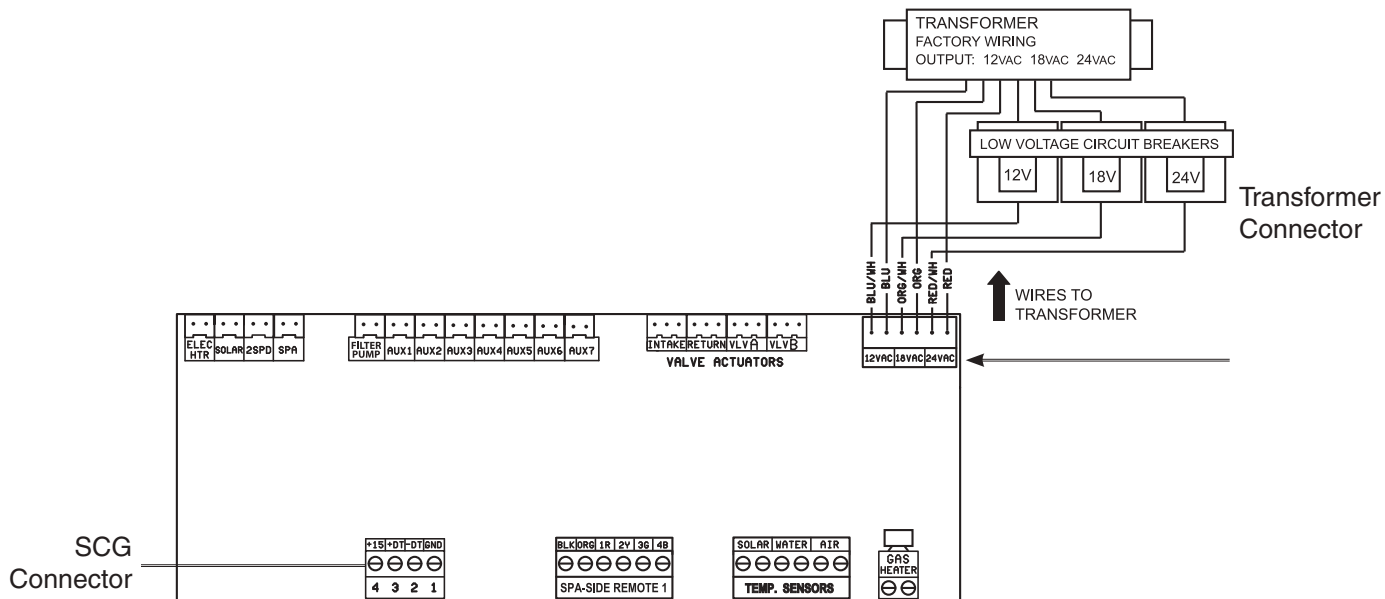 TRANSFORMER
FACTORY WIRING
OUTPUT: 12VAC 18VAC 24VAC
LOW VOLTAGE CIRCUIT BREAKERS
12V 18V 24V
Transformer
Connector
BLU/WH BLU ORG/WH ORG RED/WH RED
WIRES TO
TRANSFORMER
12VAC 18VAC 24VAC
ELEC
HTR
SOLAR 2SPD SPA
FILTER
PUMP
AUX1 AUX2 AUX3 AUX4 AUX5 AUX6 AUX7
INTAKE RETURN VLV A VLV B
VALVE ACTUATORS
SCG
Connector
+15 +DT -DT GND
4 3 2 1
BLK ORG 1R 2Y 3G 4B
SPA-SIDE REMOTE 1
SOLAR WATER AIR
TEMP. SENSORS
GAS
HEATER